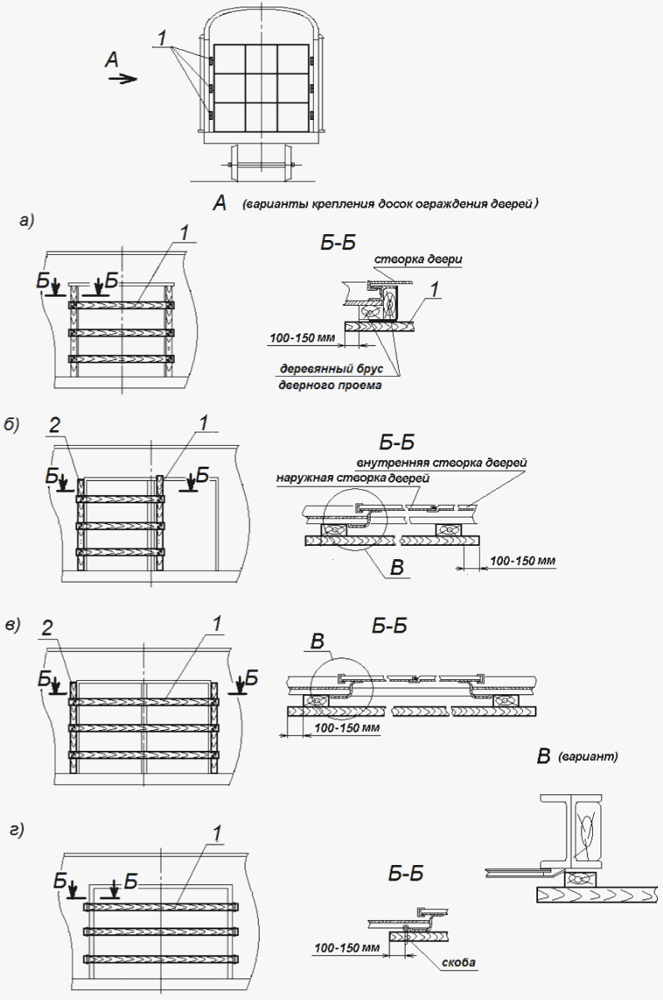 1
А
А (варианты крепления досок ограждения дверей)
а)
1
Б Б
Б-Б
створка двери
1
100-150 мм
деревянный брус
дверного проема
б)
2
1
Б Б
Б-Б
внутренняя створка дверей
наружная створка дверей
100-150 мм
В
в)
2
1
Б Б
Б-Б
В
100-150 мм
В (вариант)
г)
1
Б Б
Б-Б
100-150 мм
скоба